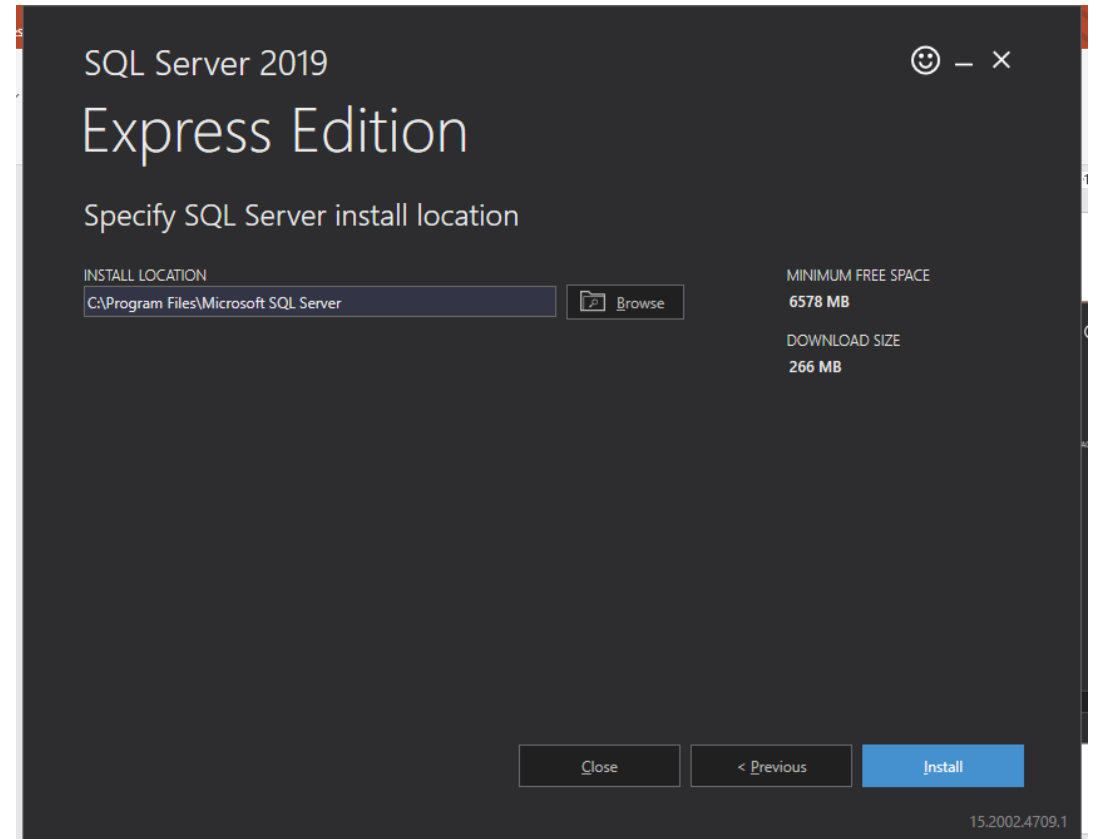 SQL Server 2019
Express Edition
Specify SQL Server install location
INSTALL LOCATION
C:\Program Files\Microsoft SQL Server
Browse
MINIMUM FREE SPACE
6578 MB
DOWNLOAD SIZE
266 MB
Close
< Previous
Install
15.2002.4709.1